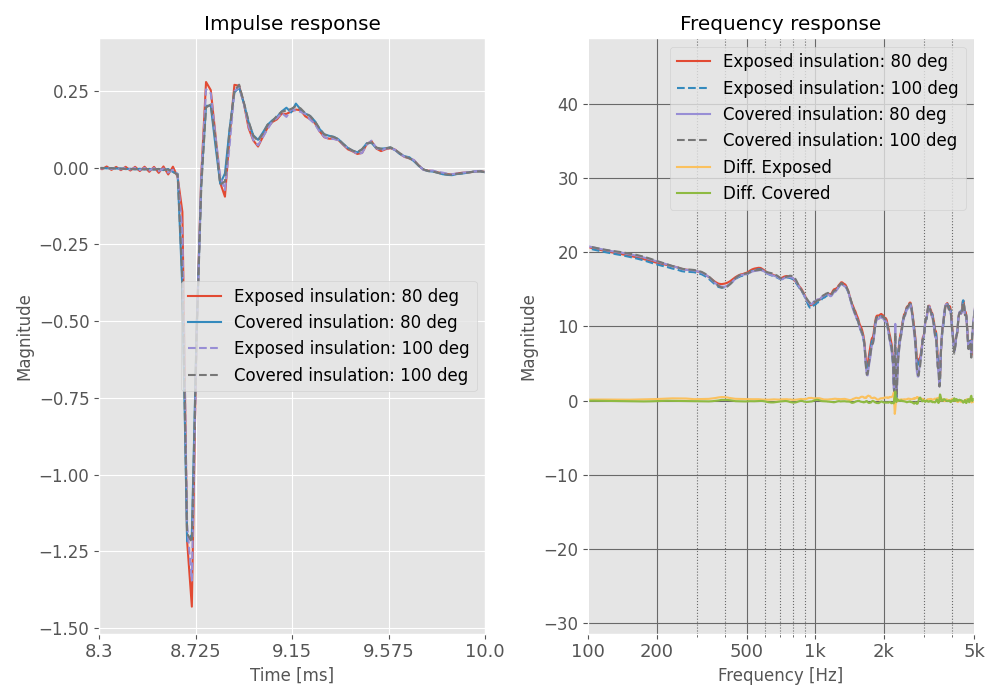 Impulse response
Magnitude
0.25
0.00
−0.25
−0.50
−0.75
−1.00
−1.25
−1.50
Exposed insulation: 80 deg
Covered insulation: 80 deg
Exposed insulation: 100 deg
Covered insulation: 100 deg
8.3 8.725 9.15 9.575 10.0
Time [ms]
Frequency response
Magnitude
40
30
20
10
0
−10
−20
−30
Exposed insulation: 80 deg
Exposed insulation: 100 deg
Covered insulation: 80 deg
Covered insulation: 100 deg
Diff. Exposed
Diff. Covered
100 200 500 1k 2k 5k
Frequency [Hz]